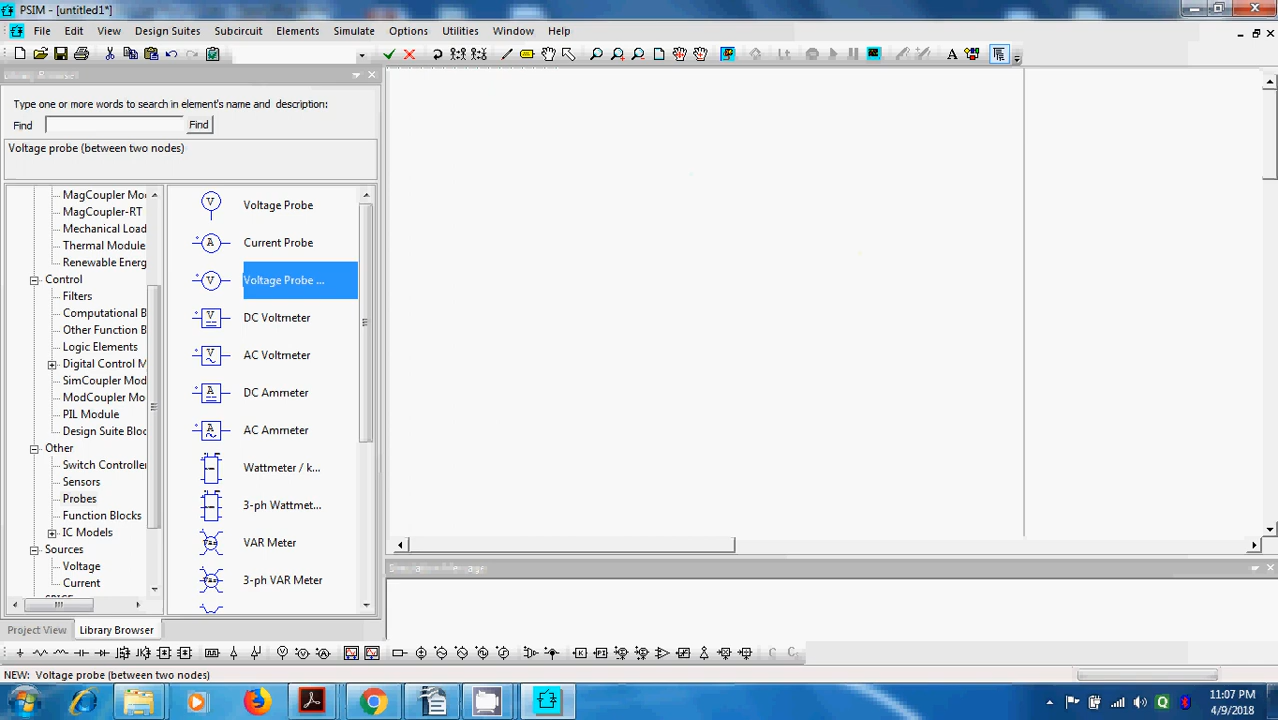 PSIM - [untitled1*]
File Edit View Design Suites Subcircuit Elements Simulate Options Utilities Window Help
Library Browser
Type one or more words to search in element's name and description:
Find Find
Voltage probe (between two nodes)
MagCoupler Mo
MagCoupler-RT
Mechanical Load
Thermal Module
Renewable Energ
Control
Filters
Computational B
Other Function B
Logic Elements
Digital Control M
SimCoupler Mod
ModCoupler Mo
PIL Module
Design Suite Bloc
Other
Switch Controller
Sensors
Probes
Function Blocks
IC Models
Sources
Voltage
Current
Voltage Probe
Current Probe
Voltage Probe ...
DC Voltmeter
AC Voltmeter
DC Ammeter
AC Ammeter
Wattmeter / k...
3-ph Wattmet...
VAR Meter
3-ph VAR Meter
Simulation Message
Project View Library Browser
NEW: Voltage probe (between two nodes)
11:07 PM
4/9/2018